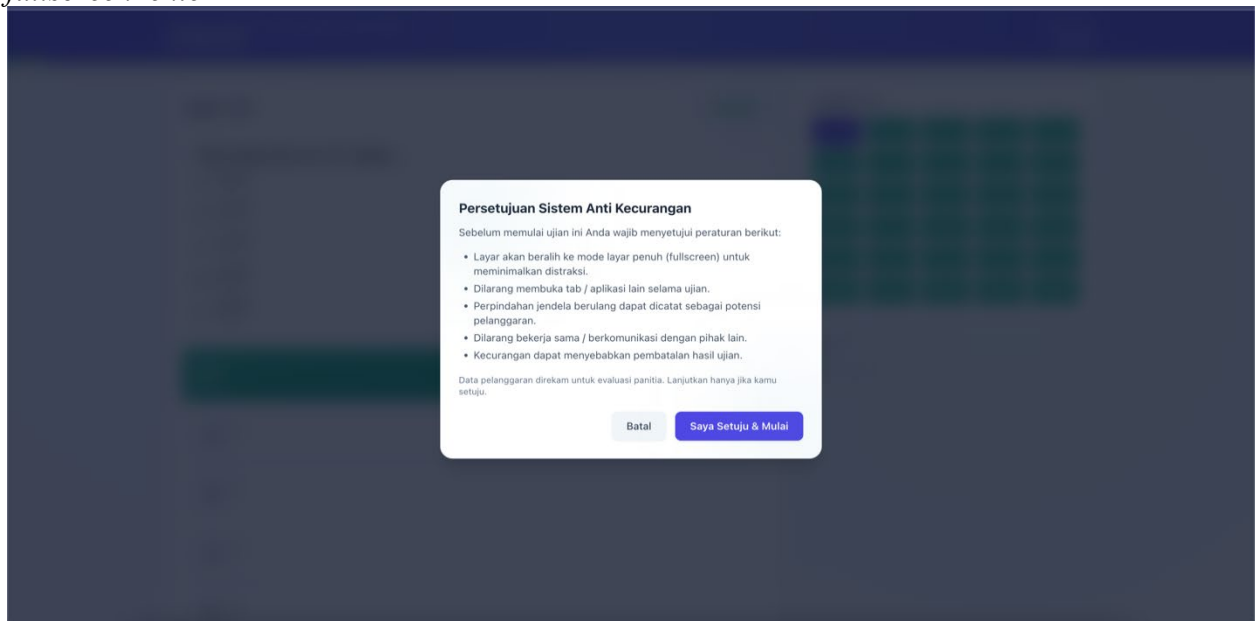 Persetujuan Sistem Anti Kecurangan
Sebelum memulai ujian ini Anda wajib menyetujui peraturan berikut:
• Layar akan beralih ke mode layar penuh (fullscreen) untuk
meminimalkan distraksi.
• Dilarang membuka tab / aplikasi lain selama ujian.
• Perpindahan jendela berulang dapat dicatat sebagai potensi
pelanggaran.
• Dilarang bekerja sama / berkomunikasi dengan pihak lain.
• Kecurangan dapat menyebabkan pembatalan hasil ujian.
Data pelanggaran direkam untuk evaluasi panitia. Lanjutkan hanya jika kamu
setuju.
Batal
Saya Setuju & Mulai